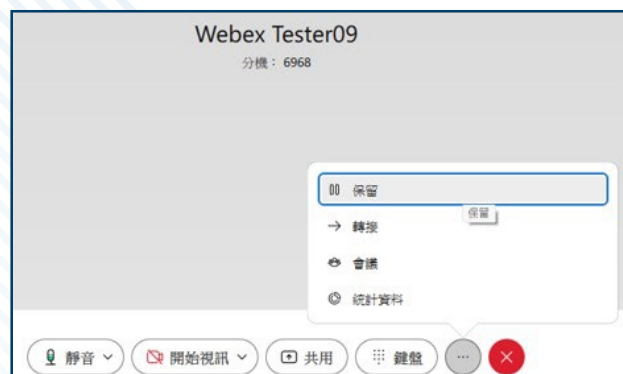 Webex Tester09
分機： 6968
保留
保留
轉接
會議
統計資料
靜音
開始視訊
共用
鍵盤